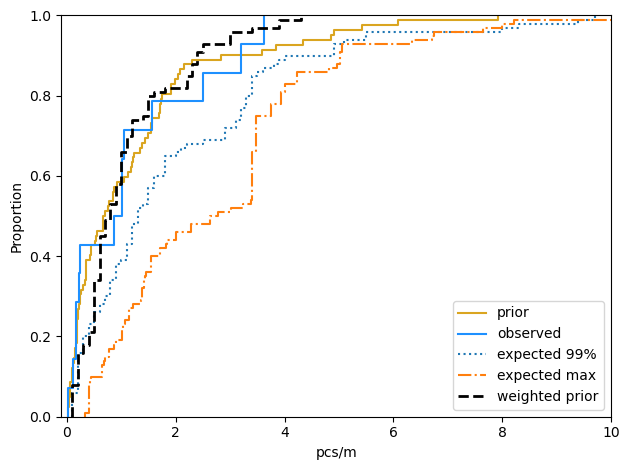 1.0
0.8
0.6
0.4
0.2
0.0
Proportion
0
2
4
6
8
10
pcs/m
prior
observed
expected 99%
expected max
weighted prior